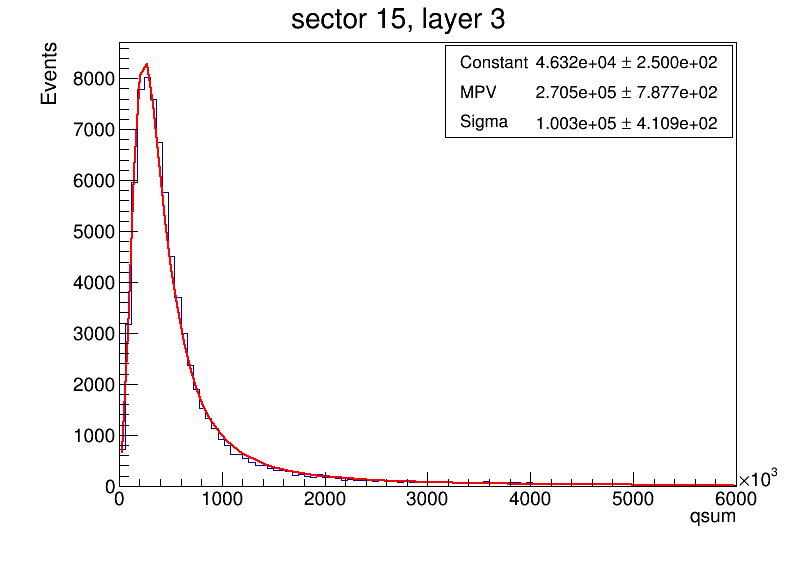 sector 15, layer 3
Events
Constant 4.632e+04 ± 2.500e+02
MPV 2.705e+05 ± 7.877e+02
Sigma 1.003e+05 ± 4.109e+02
8000
7000
6000
5000
4000
3000
2000
1000
0
0 1000 2000 3000 4000 5000 6000
×10³
qsum